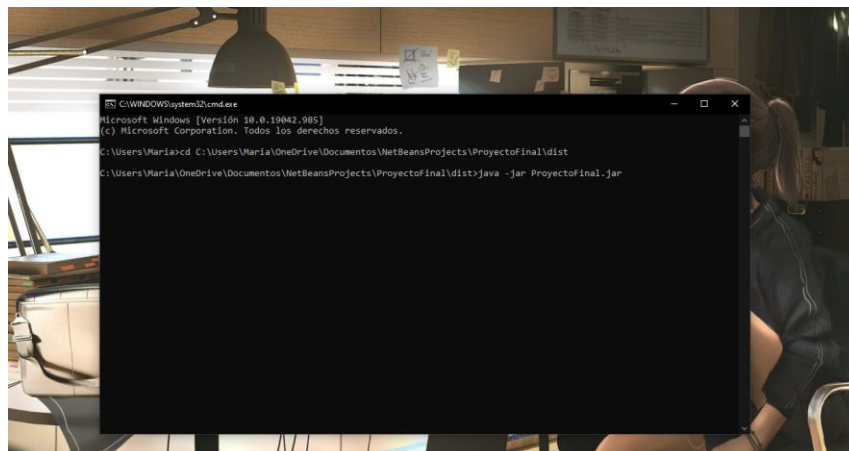 C:\WINDOWS\system32\cmd.exe
Microsoft Windows [Versión 10.0.19042.985]
(c) Microsoft Corporation. Todos los derechos reservados.
C:\Users\Maria>cd C:\Users\Maria\OneDrive\Documentos\NetBeansProjects\ProyectoFinal\dist
C:\Users\Maria\OneDrive\Documentos\NetBeansProjects\ProyectoFinal\dist>java -jar ProyectoFinal.jar